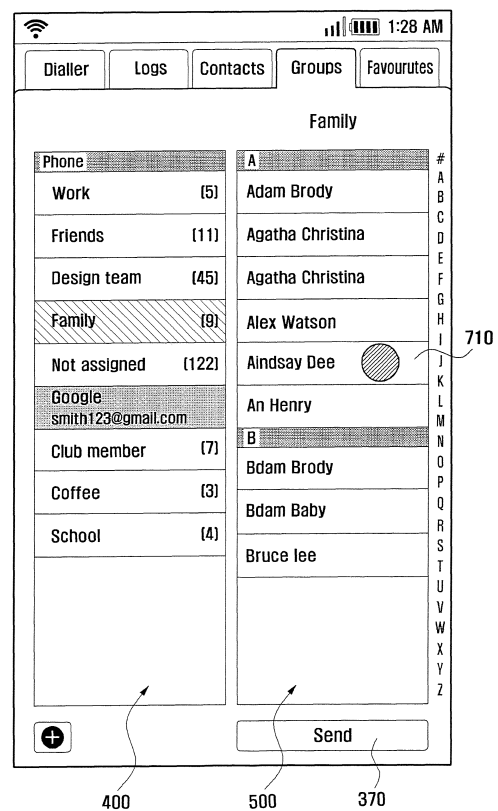 1:28 AM
Dialler Logs Contacts Groups Favourutes
Family
Phone
Work (5)
Friends (11)
Design team (45)
Family (9)
Not assigned (122)
Google
smith123@gmail.com
Club member (7)
Coffee (3)
School (4)
A
Adam Brody
Agatha Christina
Agatha Christina
Alex Watson
Aindsay Dee
An Henry
B
Bdam Brody
Bdam Baby
Bruce lee
#
A
B
C
D
E
F
G
H
I
J
K
L
M
N
O
P
Q
R
S
T
U
V
W
X
Y
Z
710
Send
400
500
370